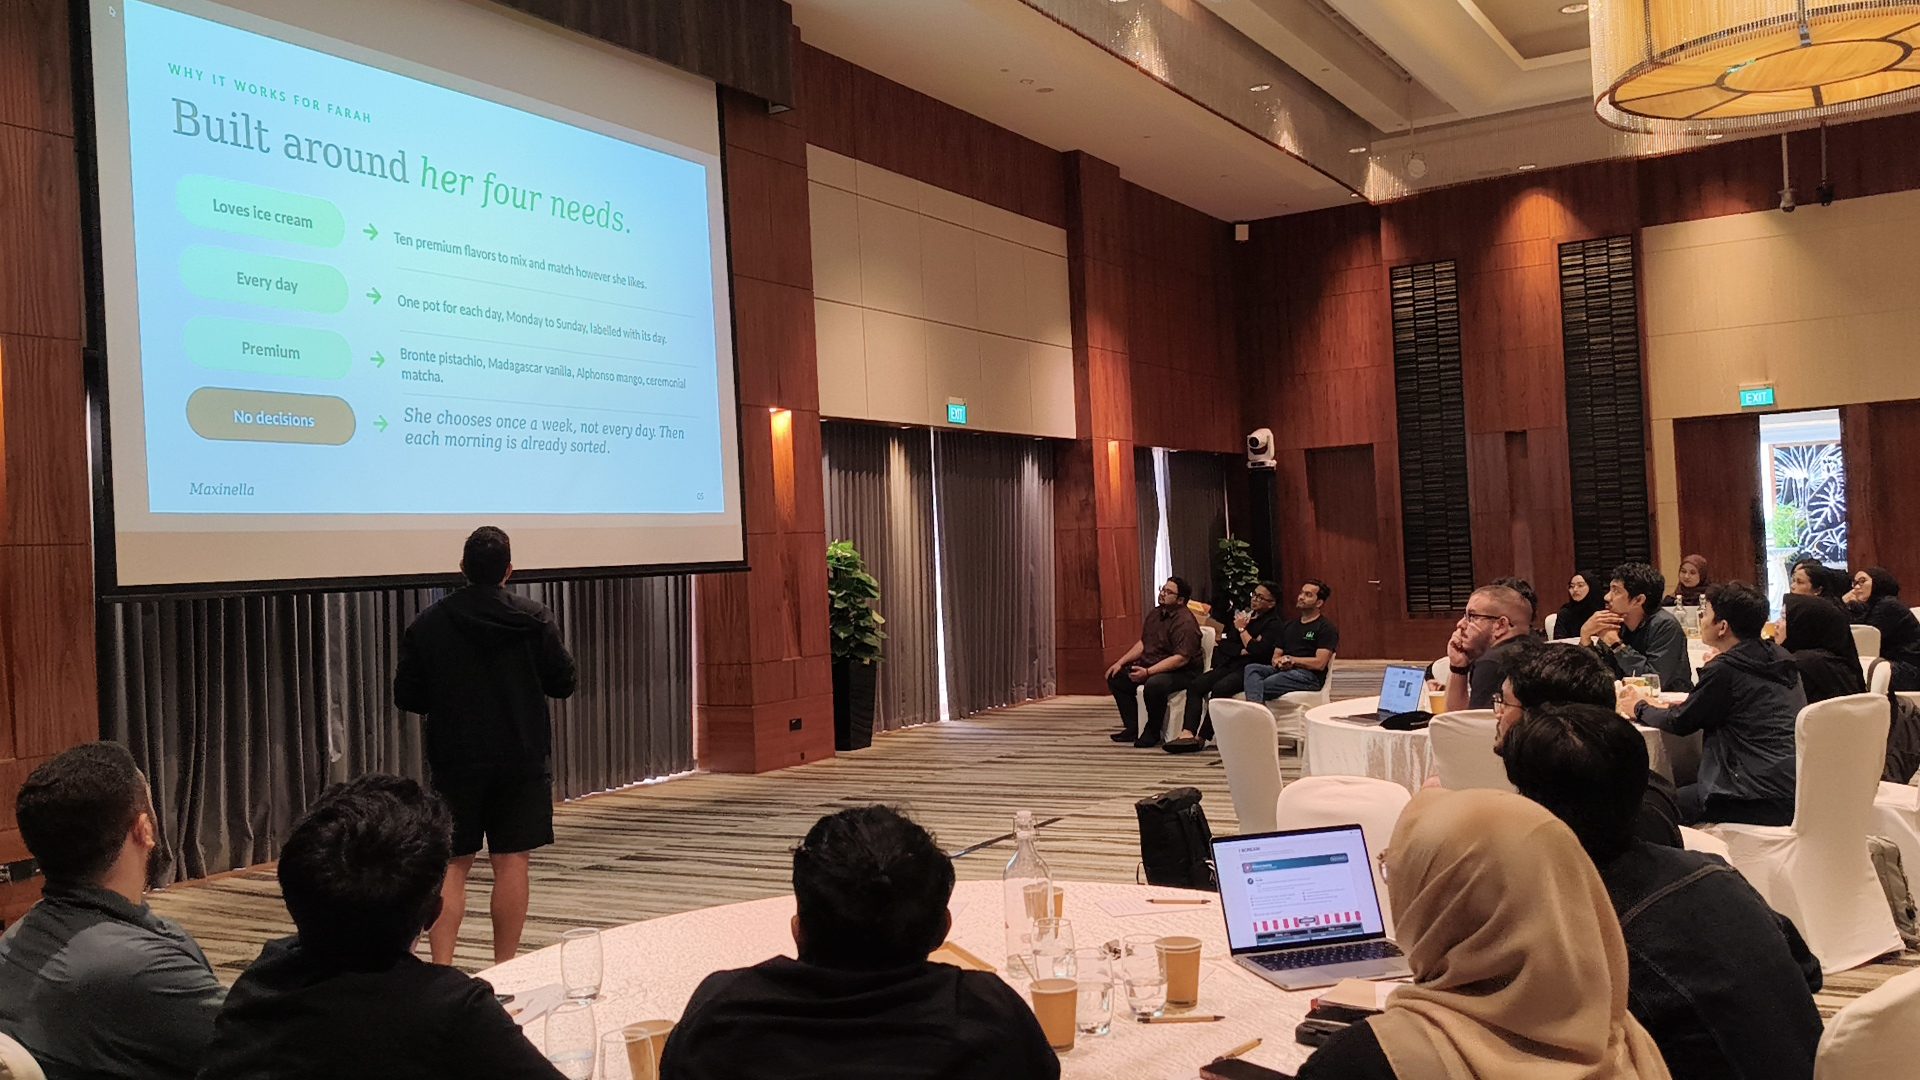 WHY IT WORKS FOR FARAH
Built around her four needs.
Loves ice cream
Ten premium flavors to mix and match however she likes.
Every day
One pot for each day, Monday to Sunday, labelled with its day.
Premium
Bronte pistachio, Madagascar vanilla, Alphonso mango, ceremonial
matcha.
No decisions
She chooses once a week, not every day. Then
each morning is already sorted.
Maxinella
05
EXIT
EXIT
I SCREAM